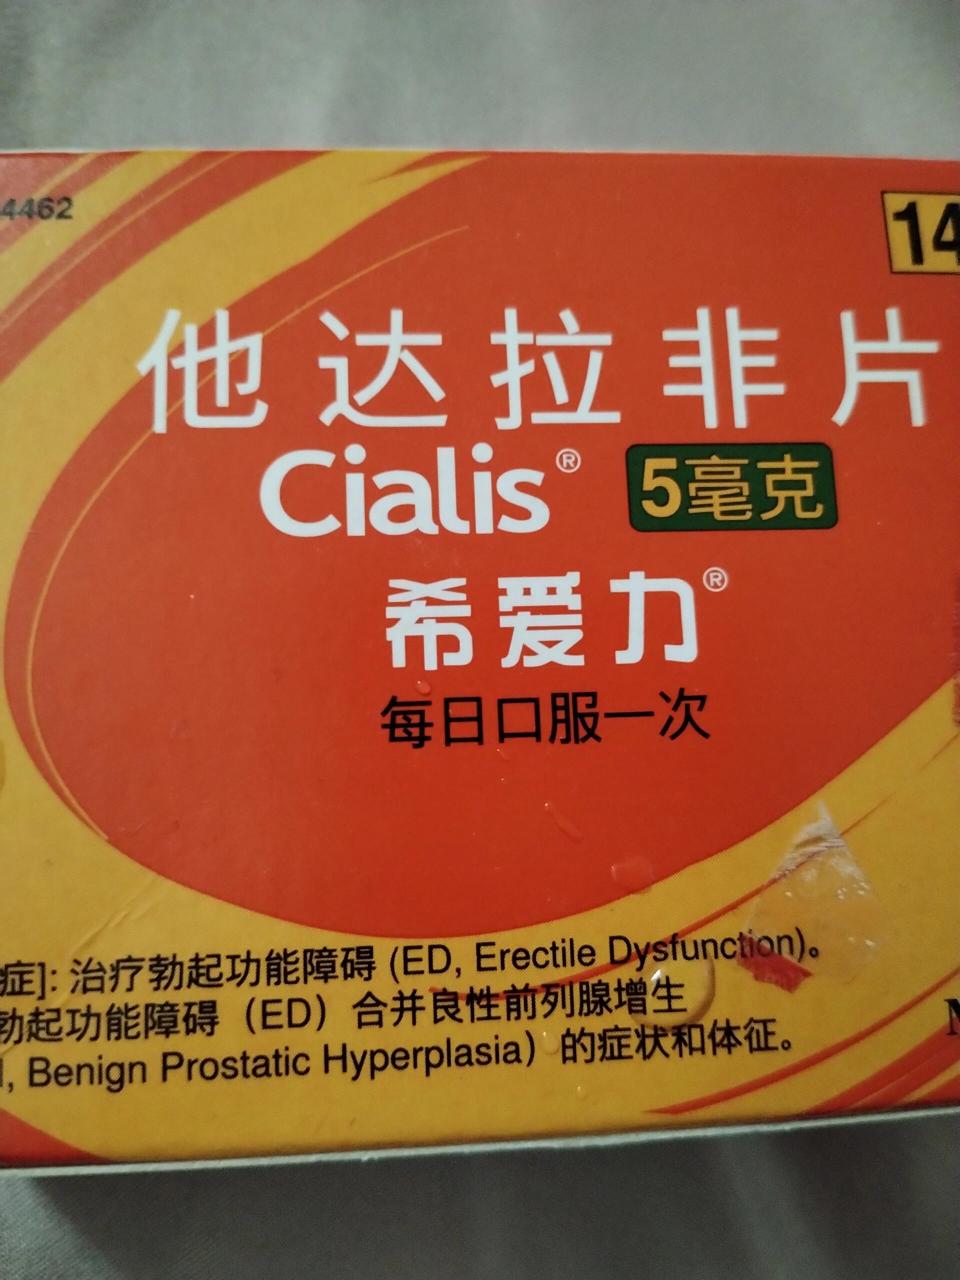 4462
14
他达拉非片
Cialis® 5毫克
希爱力®
每日口服一次
症]: 治疗勃起功能障碍 (ED, Erectile Dysfunction)。
勃起功能障碍（ED）合并良性前列腺增生
, Benign Prostatic Hyperplasia）的症状和体征。